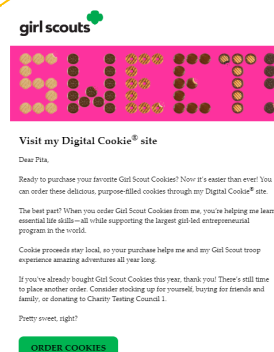 girl scouts
SWEET
Visit my Digital Cookie® site
Dear Pita,
Ready to purchase your favorite Girl Scout Cookies? Now it's easier than ever! You
can order these delicious, purpose-filled cookies through my Digital Cookie® site.
The best part? When you order Girl Scout Cookies from me, you're helping me learn
essential life skills—all while supporting the largest girl-led entrepreneurial
program in the world.
Cookie proceeds stay local, so your purchase helps me and my Girl Scout troop
experience amazing adventures all year long.
If you've already bought Girl Scout Cookies this year, thank you! There's still time
to place another order. Consider stocking up for yourself, buying for friends and
family, or donating to Charity Testing Council 1.
Pretty sweet, right?
ORDER COOKIES